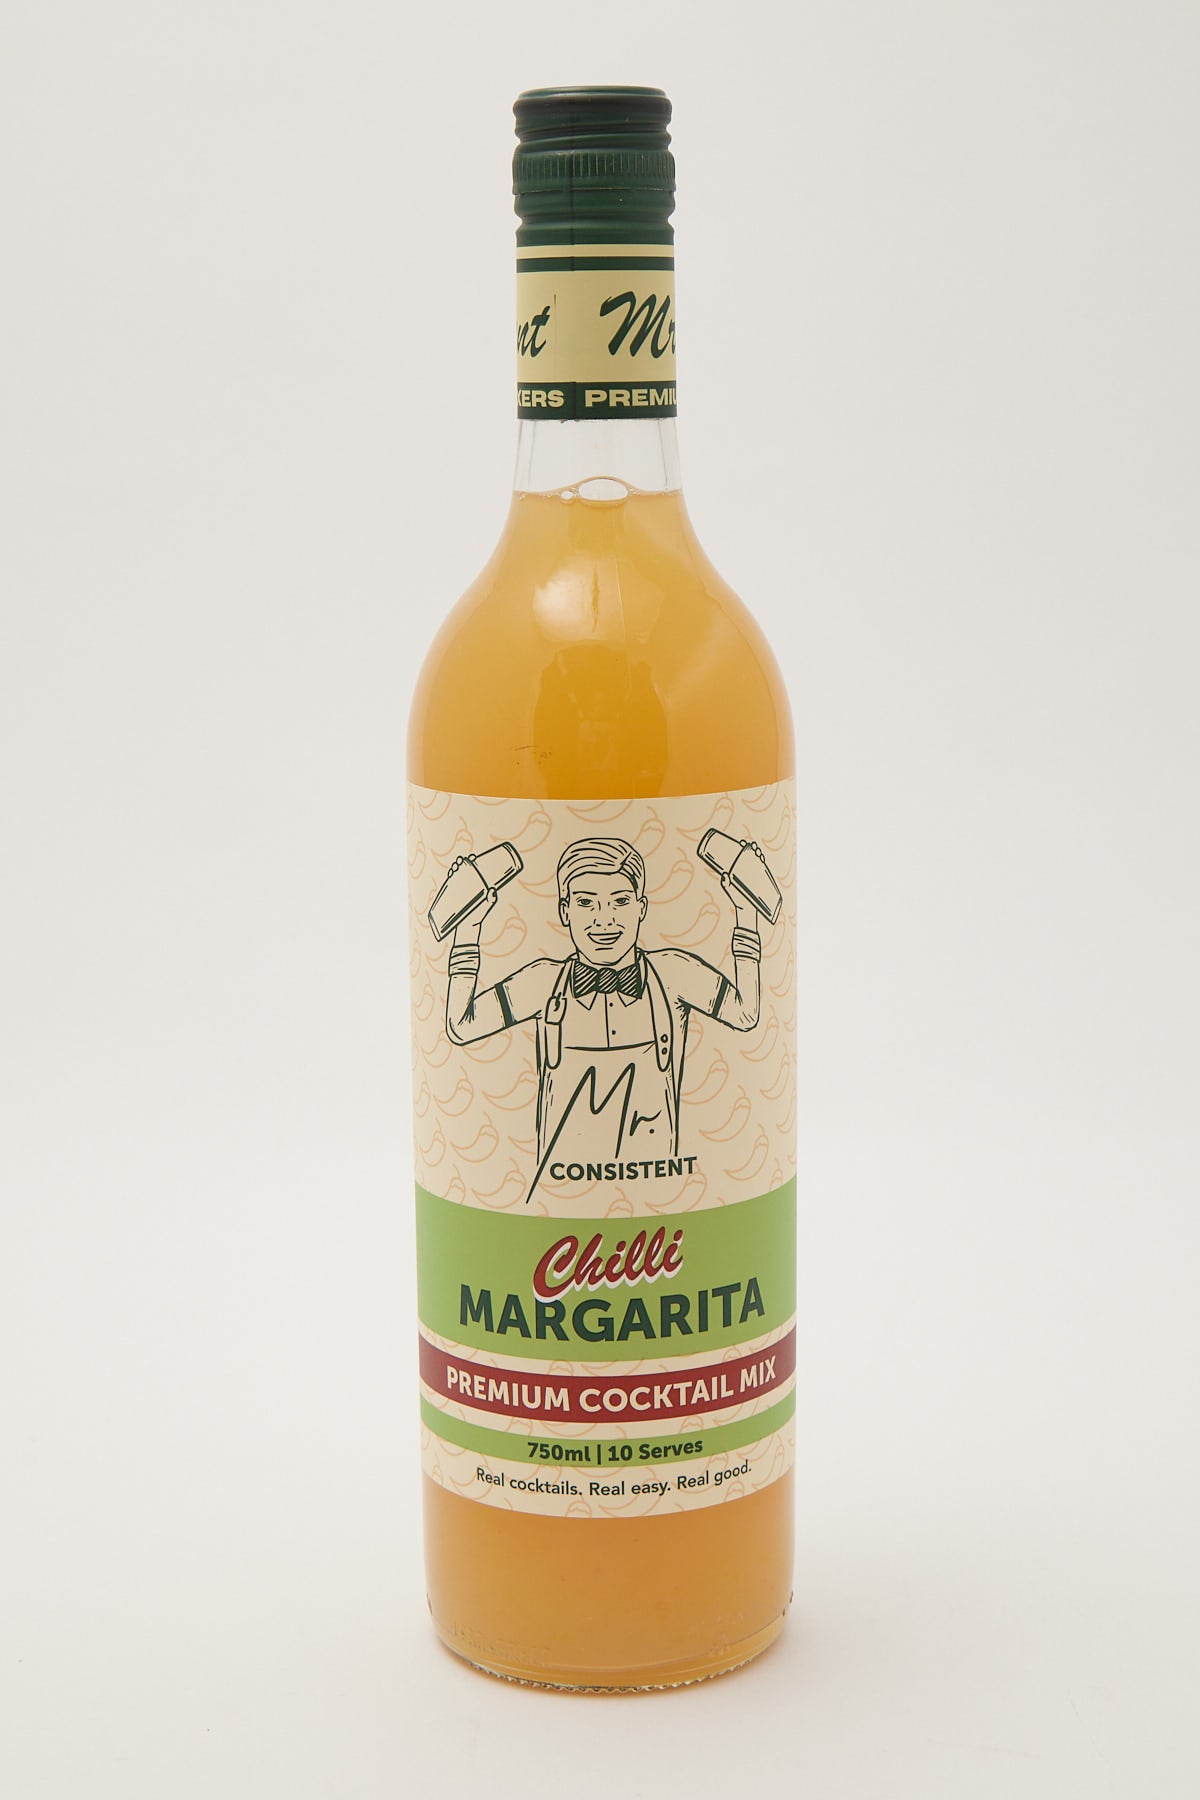 Mr
PREMIU
Mr.
CONSISTENT
Chilli
MARGARITA
PREMIUM COCKTAIL MIX
750ml | 10 Serves
Real cocktails. Real easy. Real good.